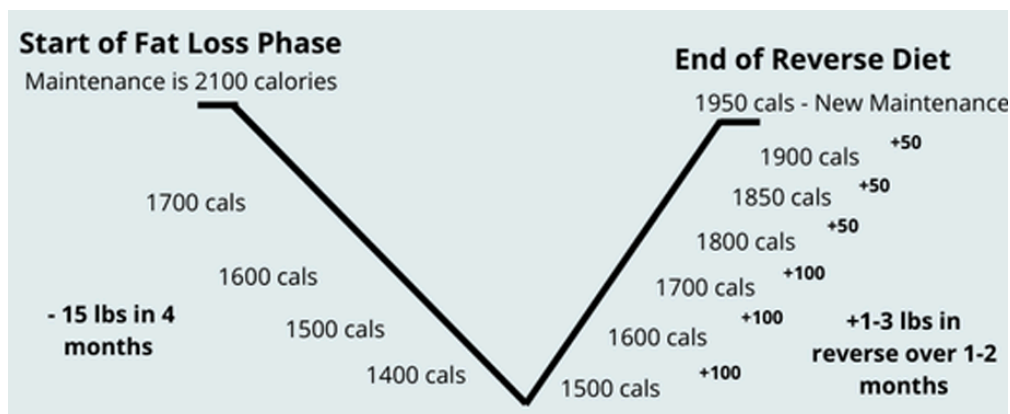 Start of Fat Loss Phase
Maintenance is 2100 calories
1700 cals
1600 cals
1500 cals
1400 cals
- 15 lbs in 4
months
End of Reverse Diet
1950 cals - New Maintenance
1900 cals +50
1850 cals +50
1800 cals +50
1700 cals +100
1600 cals +100
1500 cals +100
+1-3 lbs in
reverse over 1-2
months